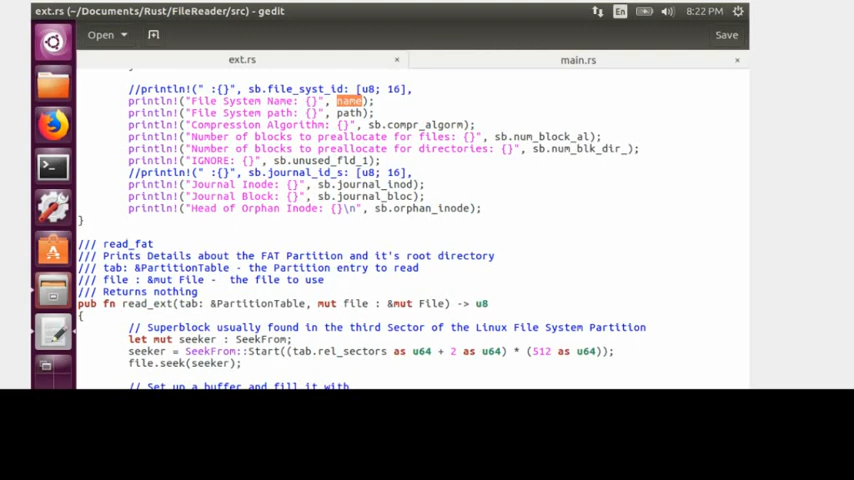 ext.rs (~/Documents/Rust/FileReader/src) - gedit
En
8:22 PM
Open
Save
ext.rs
×
main.rs
×
//println!(" :{}", sb.file_syst_id: [u8; 16],
println!("File System Name: {}", name);
println!("File System path: {}", path);
println!("Compression Algorithm: {}", sb.compr_algorm);
println!("Number of blocks to preallocate for files: {}", sb.num_block_al);
println!("Number of blocks to preallocate for directories: {}", sb.num_blk_dir_);
println!("IGNORE: {}", sb.unused_fld_1);
//println!(" :{}", sb.journal_id_s: [u8; 16],
println!("Journal Inode: {}", sb.journal_inod);
println!("Journal Block: {}", sb.journal_bloc);
println!("Head of Orphan Inode: {}\n", sb.orphan_inode);
}
/// read_fat
/// Prints Details about the FAT Partition and it's root directory
/// tab: &PartitionTable - the Partition entry to read
/// file : &mut File -  the file to use
/// Returns nothing
pub fn read_ext(tab: &PartitionTable, mut file : &mut File) -> u8
{
// Superblock usually found in the third Sector of the Linux File System Partition
let mut seeker : SeekFrom;
seeker = SeekFrom::Start((tab.rel_sectors as u64 + 2 as u64) * (512 as u64));
file.seek(seeker);
// Set up a buffer and fill it with